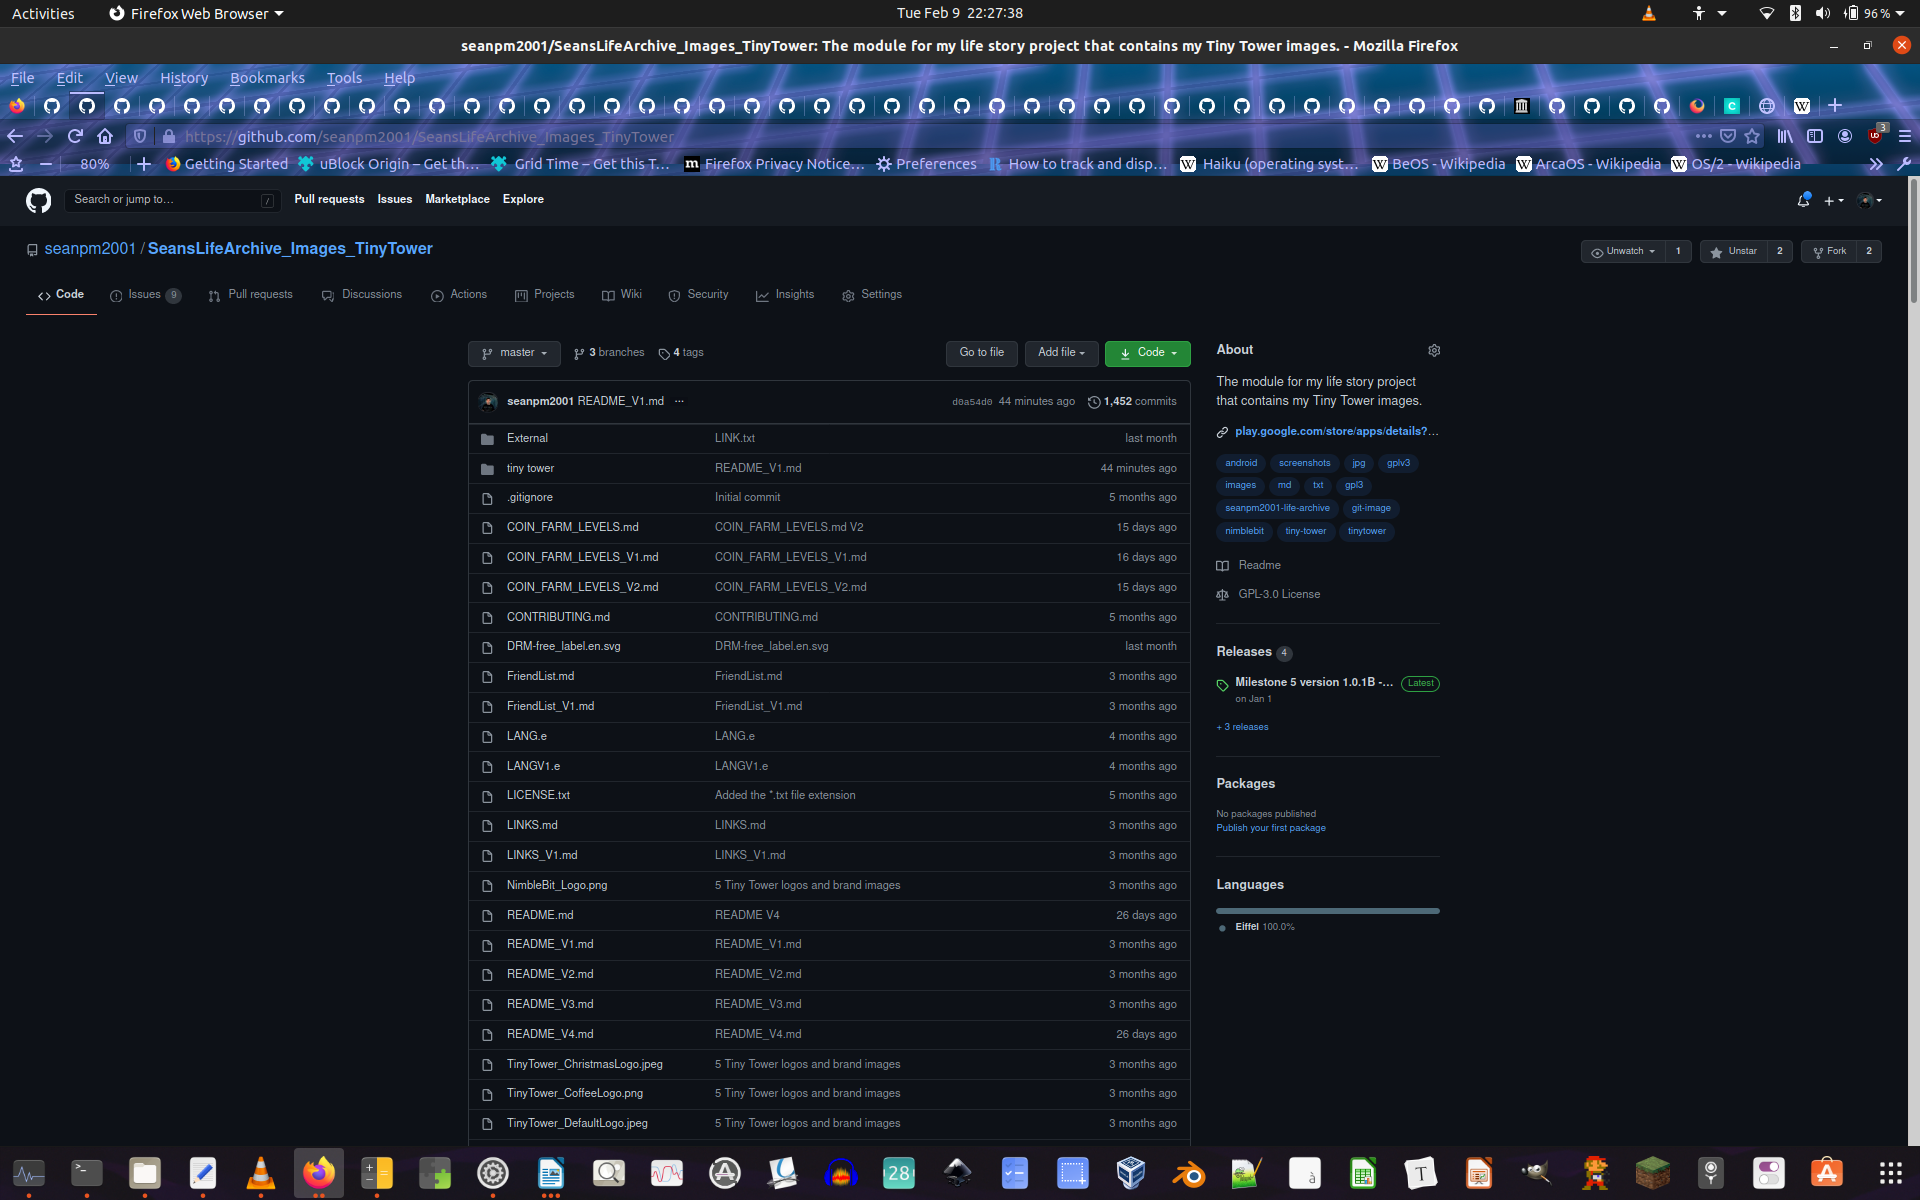 Activities Firefox Web Browser Tue Feb 9 22:27:38 96 %
seanpm2001/SeansLifeArchive_Images_TinyTower: The module for my life story project that contains my Tiny Tower images. - Mozilla Firefox
File Edit View History Bookmarks Tools Help
https://github.com/seanpm2001/SeansLifeArchive_Images_TinyTower 3
80% Getting Started uBlock Origin – Get th… Grid Time – Get this T… Firefox Privacy Notice… Preferences How to track and disp… Haiku (operating syst… BeOS - Wikipedia ArcaOS - Wikipedia OS/2 - Wikipedia
Search or jump to… / Pull requests Issues Marketplace Explore
seanpm2001 / SeansLifeArchive_Images_TinyTower Unwatch 1 Unstar 2 Fork 2
Code Issues 9 Pull requests Discussions Actions Projects Wiki Security Insights Settings
master 3 branches 4 tags Go to file Add file Code
seanpm2001 README_V1.md ... d0a54d0 44 minutes ago 1,452 commits
External LINK.txt last month
tiny tower README_V1.md 44 minutes ago
.gitignore Initial commit 5 months ago
COIN_FARM_LEVELS.md COIN_FARM_LEVELS.md V2 15 days ago
COIN_FARM_LEVELS_V1.md COIN_FARM_LEVELS_V1.md 16 days ago
COIN_FARM_LEVELS_V2.md COIN_FARM_LEVELS_V2.md 15 days ago
CONTRIBUTING.md CONTRIBUTING.md 5 months ago
DRM-free_label.en.svg DRM-free_label.en.svg last month
FriendList.md FriendList.md 3 months ago
FriendList_V1.md FriendList_V1.md 3 months ago
LANG.e LANG.e 4 months ago
LANGV1.e LANGV1.e 4 months ago
LICENSE.txt Added the *.txt file extension 5 months ago
LINKS.md LINKS.md 3 months ago
LINKS_V1.md LINKS_V1.md 3 months ago
NimbleBit_Logo.png 5 Tiny Tower logos and brand images 3 months ago
README.md README V4 26 days ago
README_V1.md README_V1.md 3 months ago
README_V2.md README_V2.md 3 months ago
README_V3.md README_V3.md 3 months ago
README_V4.md README_V4.md 26 days ago
TinyTower_ChristmasLogo.jpeg 5 Tiny Tower logos and brand images 3 months ago
TinyTower_CoffeeLogo.png 5 Tiny Tower logos and brand images 3 months ago
TinyTower_DefaultLogo.jpeg 5 Tiny Tower logos and brand images 3 months ago
About
The module for my life story project
that contains my Tiny Tower images.
play.google.com/store/apps/details?…
android screenshots jpg gplv3
images md txt gpl3
seanpm2001-life-archive git-image
nimblebit tiny-tower tinytower
Readme
GPL-3.0 License
Releases 4
Milestone 5 version 1.0.1B -… Latest
on Jan 1
+ 3 releases
Packages
No packages published
Publish your first package
Languages
Eiffel 100.0%
28